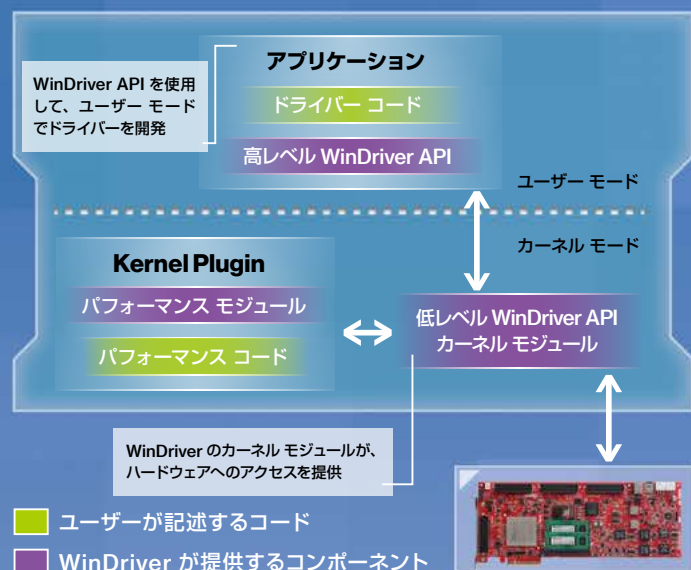 アプリケーション
WinDriver API を使用
して、ユーザー モード
でドライバーを開発
ドライバー コード
高レベル WinDriver API
ユーザー モード
カーネル モード
Kernel Plugin
パフォーマンス モジュール
パフォーマンス コード
低レベル WinDriver API
カーネル モジュール
WinDriver のカーネル モジュールが、
ハードウェアへのアクセスを提供
ユーザーが記述するコード
WinDriver が提供するコンポーネント